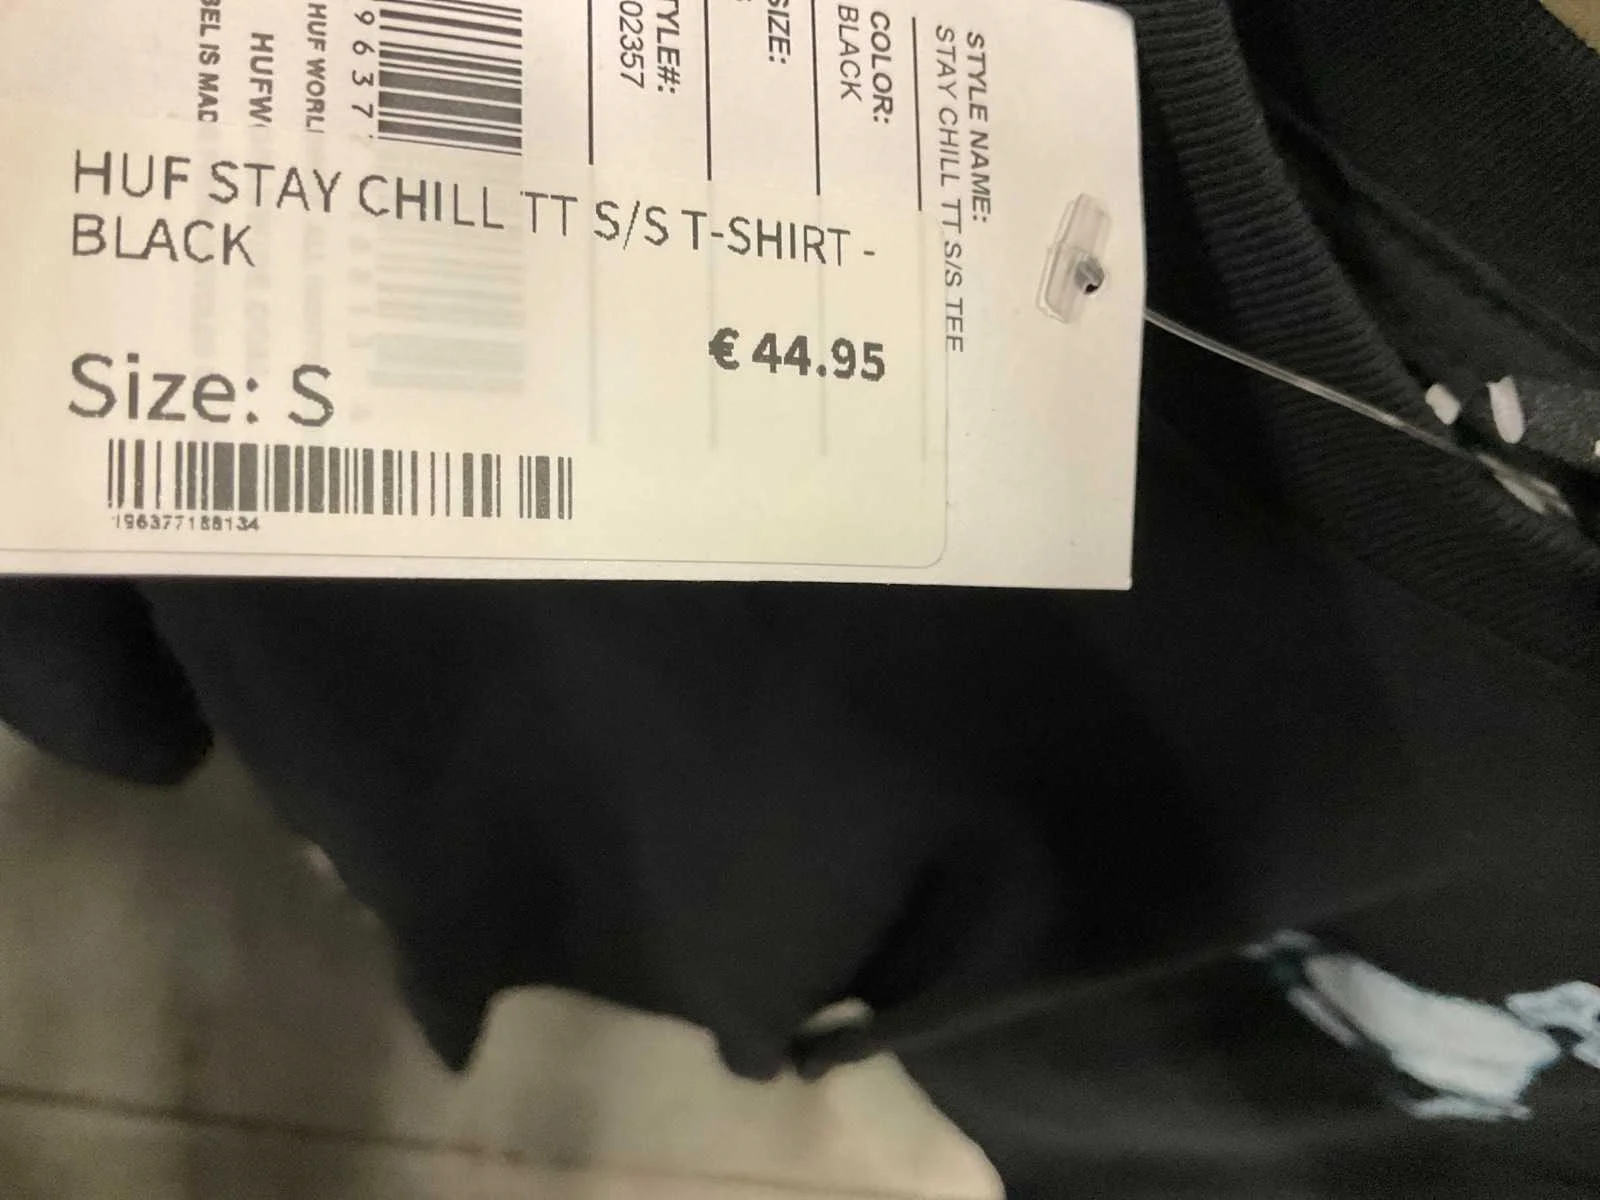 HUF STAY CHILL TT S/S T-SHIRT -
BLACK
€ 44.95
Size: S
196377188134
STYLE NAME:
STAY CHILL TT S/S TEE
COLOR:
BLACK
SIZE:
TYLE#:
02357
9637
HUF WORL
HUFW
BEL IS MAD